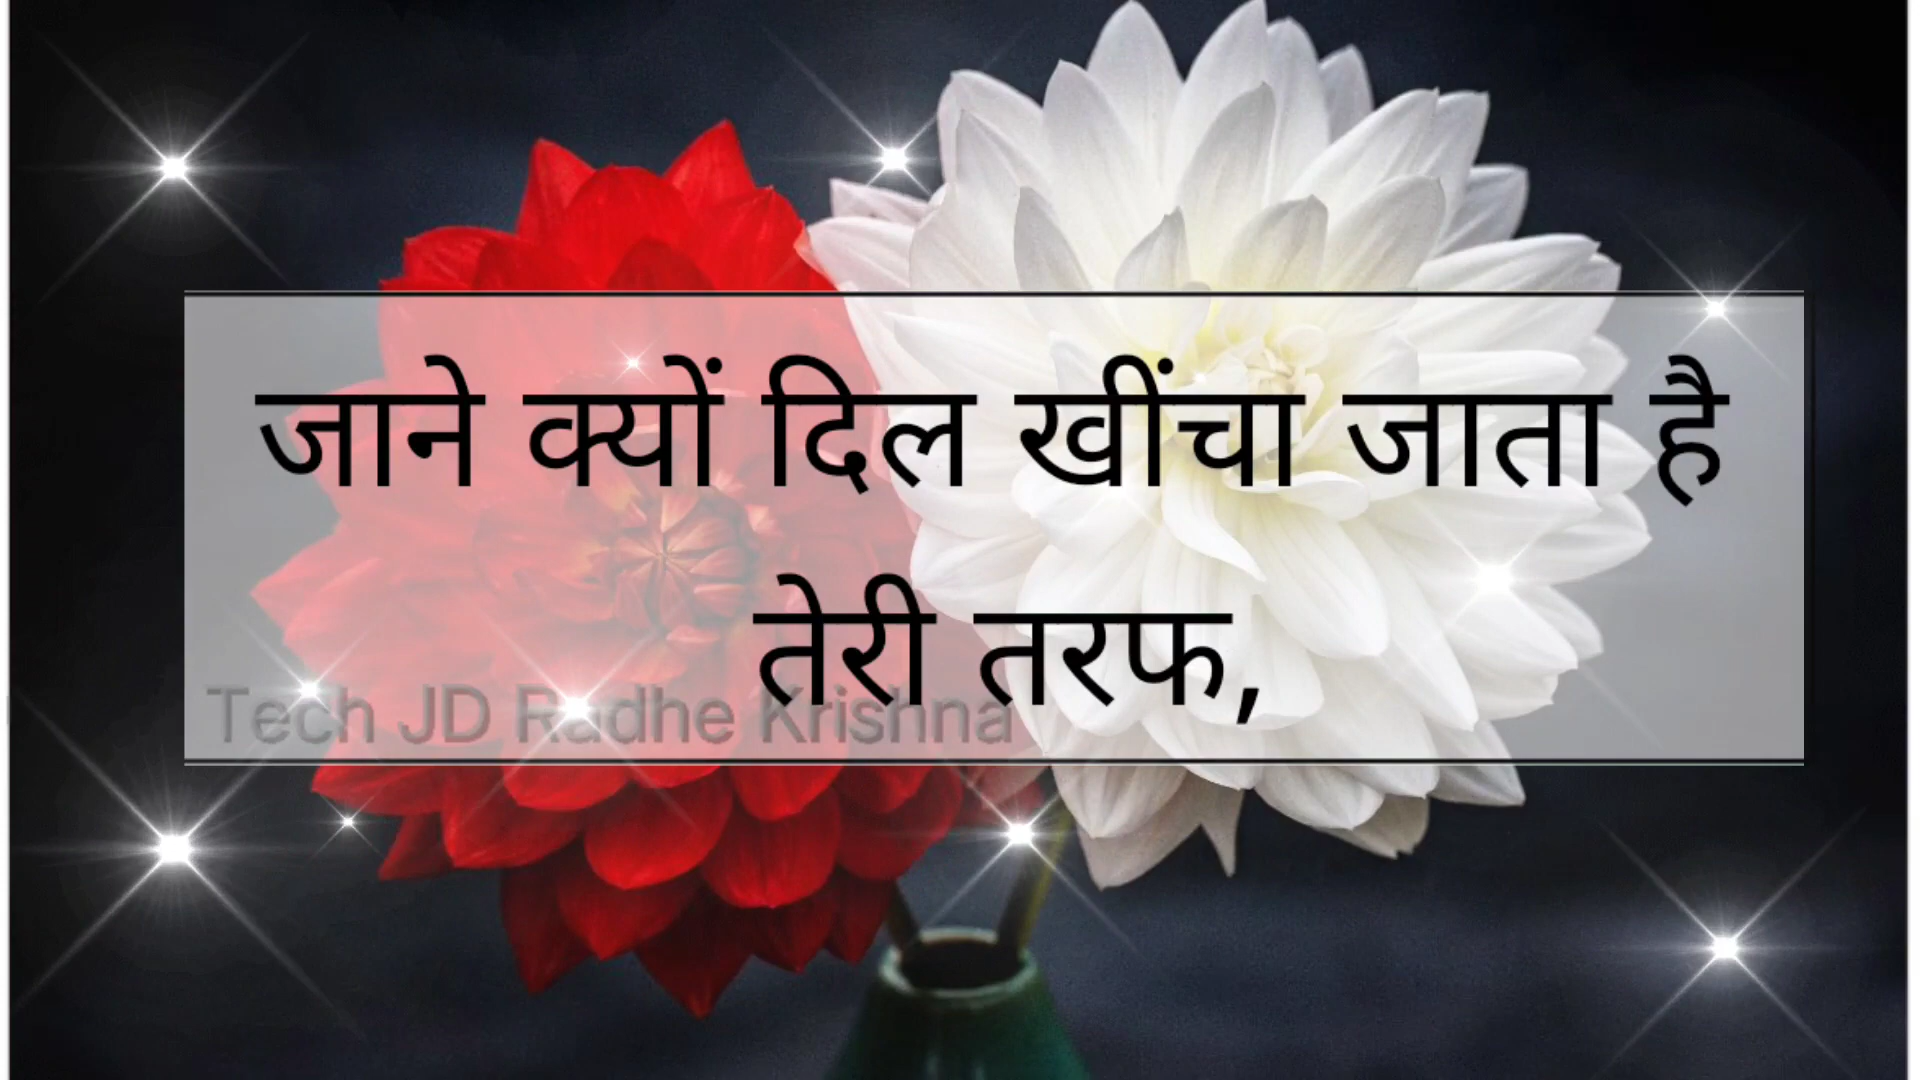 जाने क्यों दिल खींचा जाता है
तेरी तरफ,
Tech JD Radhe Krishna